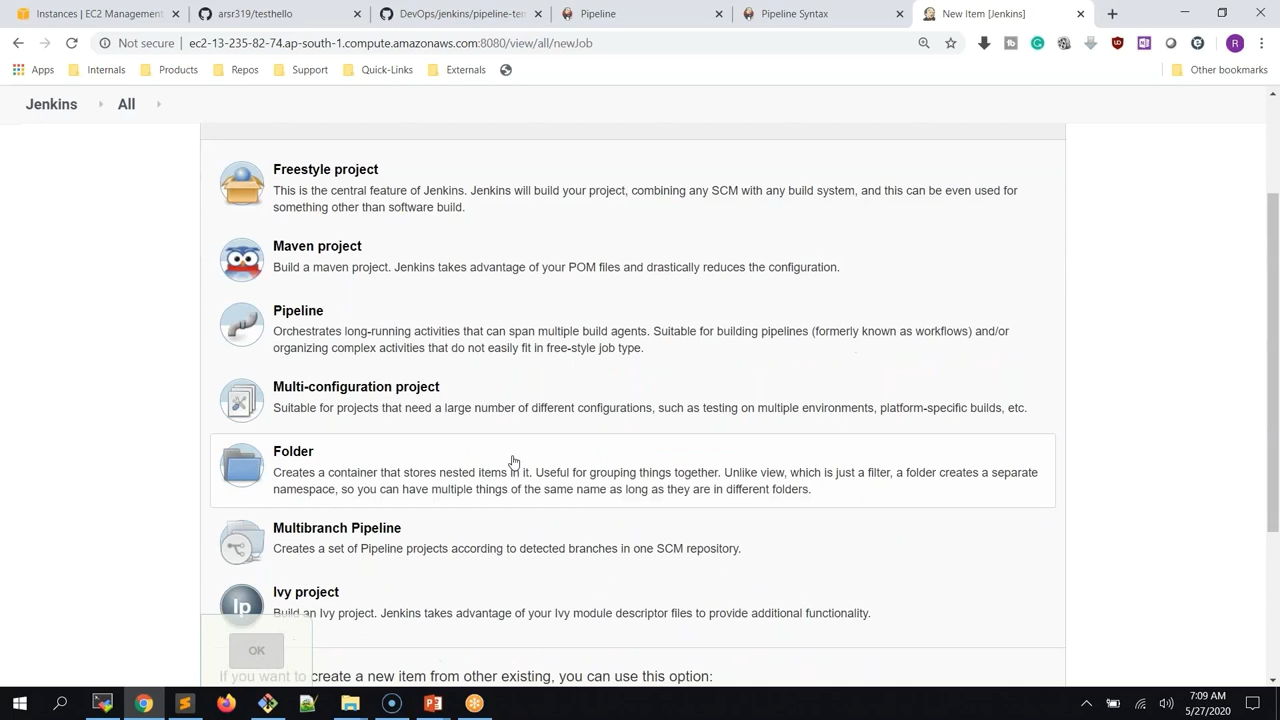 Instances | EC2 Management
arsr319/testhello
DevOps/jenkins/pipeline-ter
Pipeline
Pipeline Syntax
New Item [Jenkins]
Not secure | ec2-13-235-82-74.ap-south-1.compute.amazonaws.com:8080/view/all/newJob
R
Apps
Internals
Products
Repos
Support
Quick-Links
Externals
Other bookmarks
Jenkins
All
Freestyle project
This is the central feature of Jenkins. Jenkins will build your project, combining any SCM with any build system, and this can be even used for
something other than software build.
Maven project
Build a maven project. Jenkins takes advantage of your POM files and drastically reduces the configuration.
Pipeline
Orchestrates long-running activities that can span multiple build agents. Suitable for building pipelines (formerly known as workflows) and/or
organizing complex activities that do not easily fit in free-style job type.
Multi-configuration project
Suitable for projects that need a large number of different configurations, such as testing on multiple environments, platform-specific builds, etc.
Folder
Creates a container that stores nested items in it. Useful for grouping things together. Unlike view, which is just a filter, a folder creates a separate
namespace, so you can have multiple things of the same name as long as they are in different folders.
Multibranch Pipeline
Creates a set of Pipeline projects according to detected branches in one SCM repository.
Ivy project
Ip
Build an Ivy project. Jenkins takes advantage of your Ivy module descriptor files to provide additional functionality.
OK
If you want to create a new item from other existing, you can use this option:
7:09 AM
5/27/2020